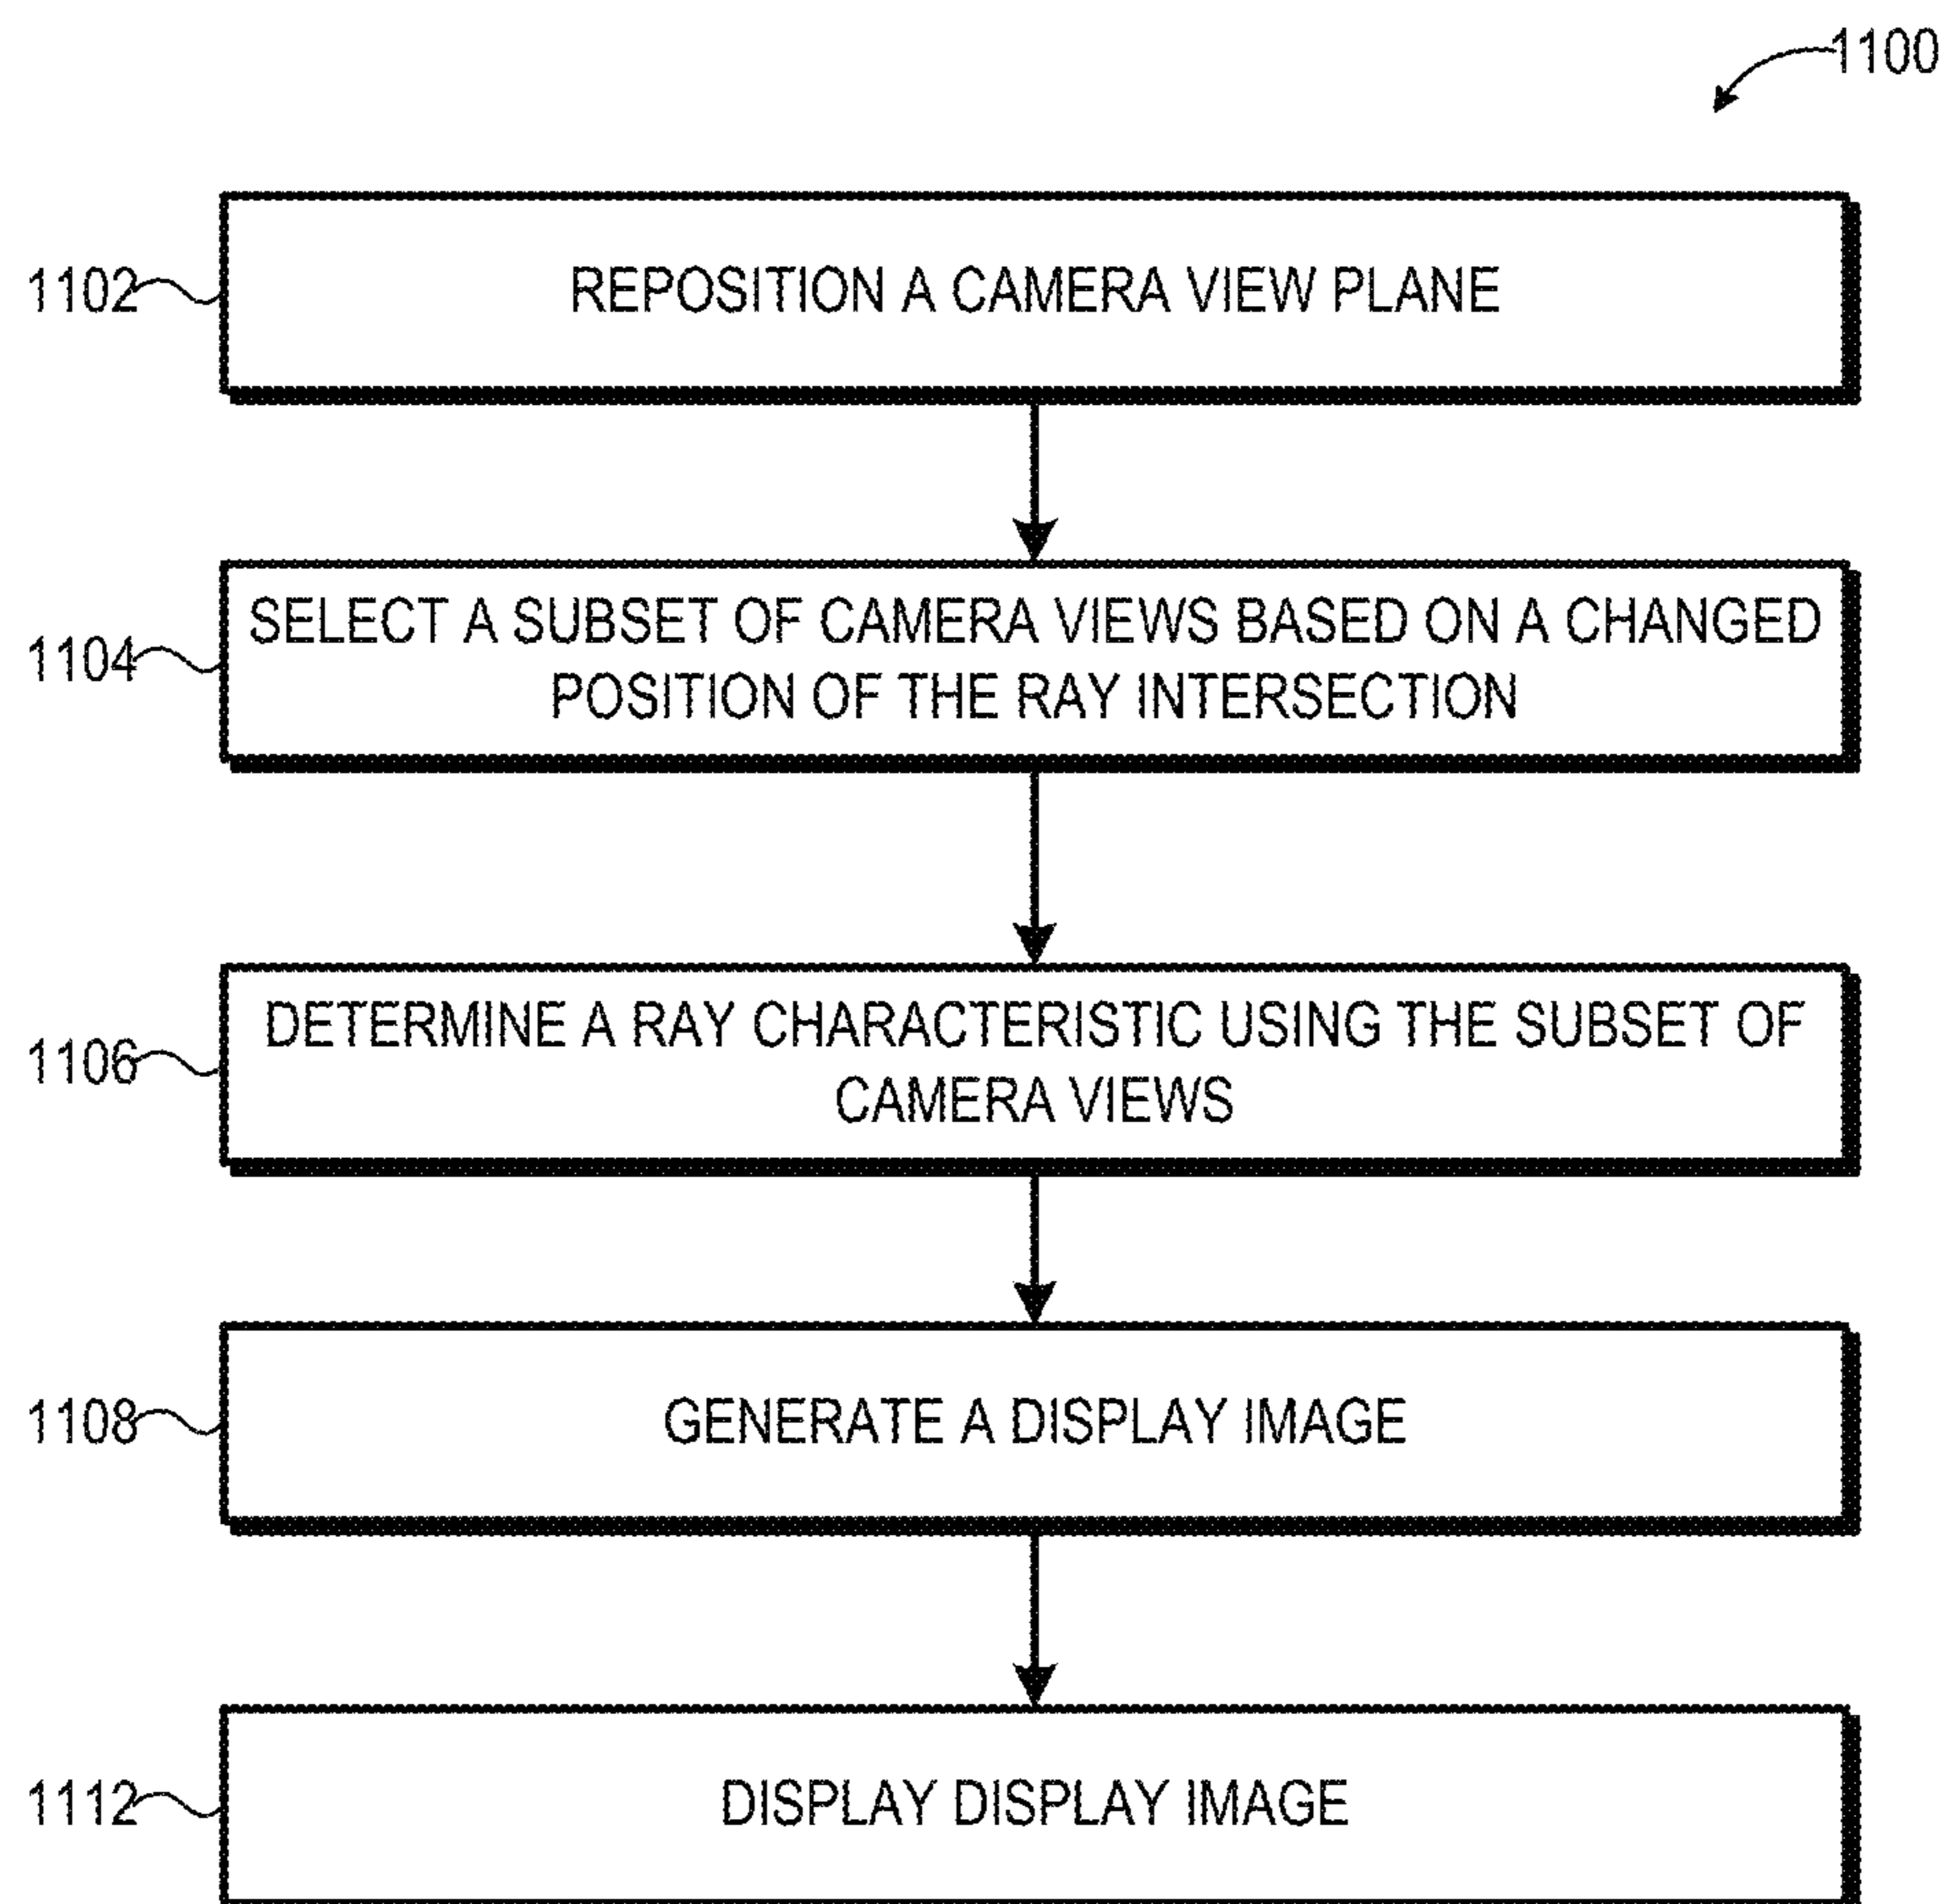 1100
1102
REPOSITION A CAMERA VIEW PLANE
1104
SELECT A SUBSET OF CAMERA VIEWS BASED ON A CHANGED
POSITION OF THE RAY INTERSECTION
1106
DETERMINE A RAY CHARACTERISTIC USING THE SUBSET OF
CAMERA VIEWS
1108
GENERATE A DISPLAY IMAGE
1112
DISPLAY DISPLAY IMAGE